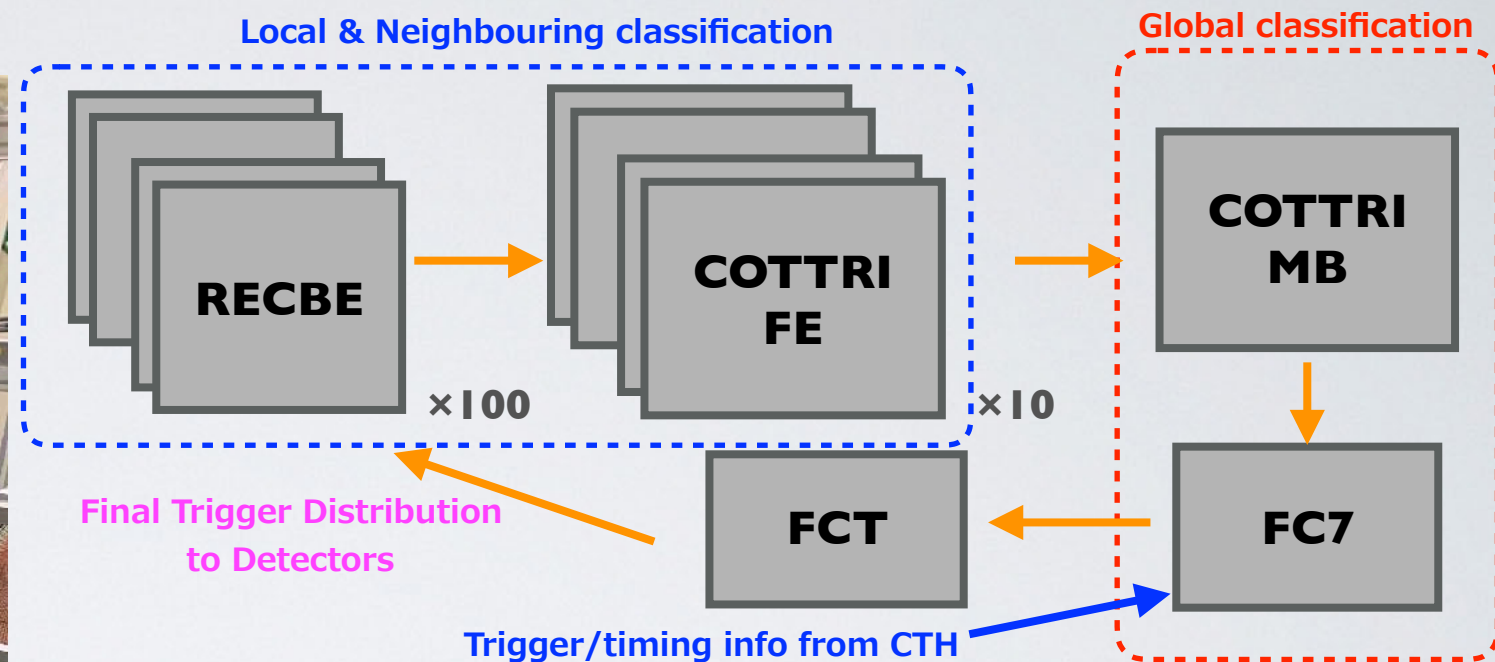 Local & Neighbouring classification
Global classification
RECBE
×100
COTTRI
FE
×10
COTTRI
MB
FC7
FCT
Final Trigger Distribution
to Detectors
Trigger/timing info from CTH